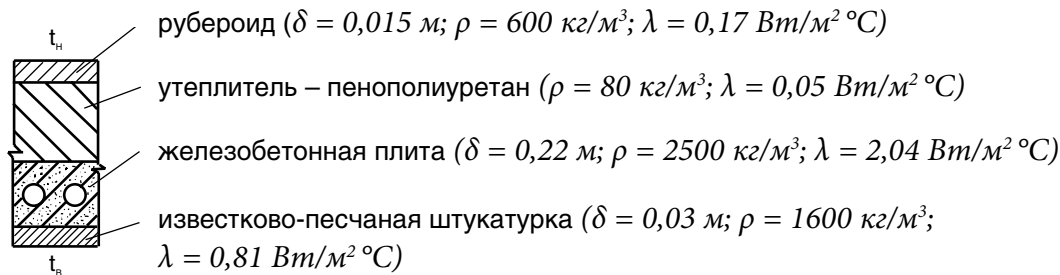 рубероид (δ = 0,015 м; ρ = 600 кг/м³; λ = 0,17 Вт/м² °С)
tн
утеплитель – пенополиуретан (ρ = 80 кг/м³; λ = 0,05 Вт/м² °С)
железобетонная плита (δ = 0,22 м; ρ = 2500 кг/м³; λ = 2,04 Вт/м² °С)
известково-песчаная штукатурка (δ = 0,03 м; ρ = 1600 кг/м³;
λ = 0,81 Вт/м² °С)
tв